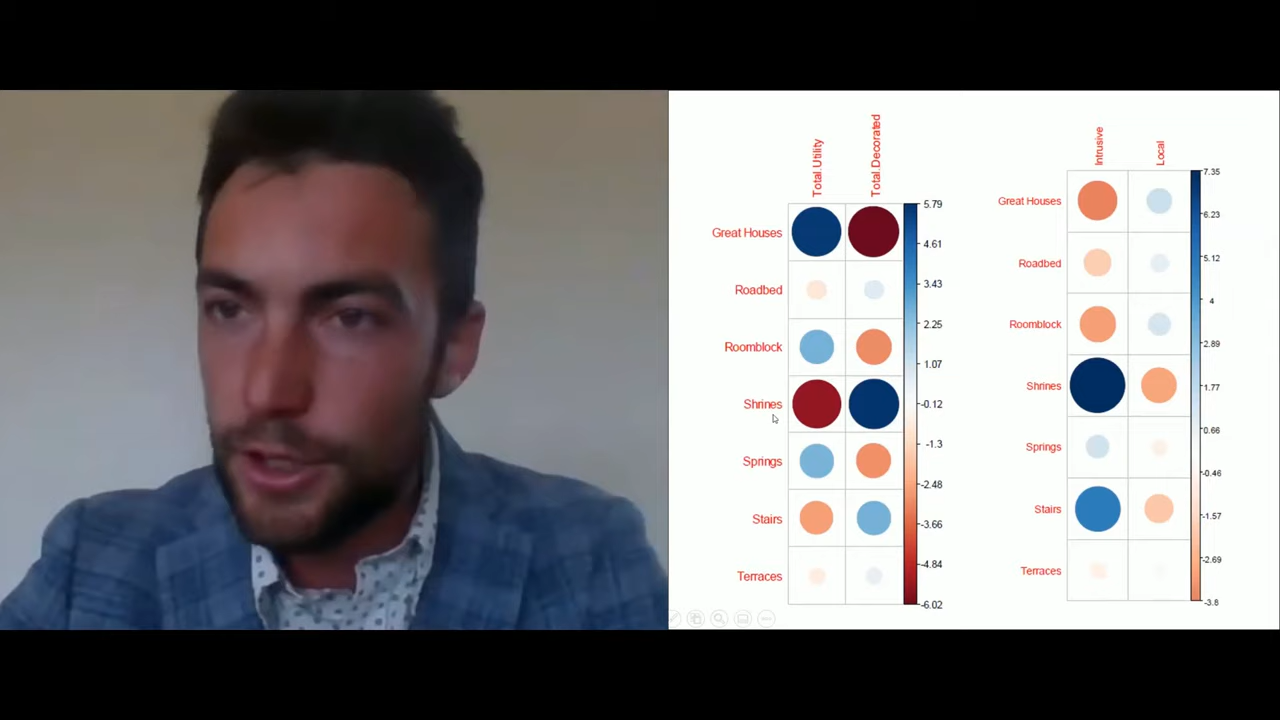 Total.Utility
Total.Decorated
Great Houses
Roadbed
Roomblock
Shrines
Springs
Stairs
Terraces
5.79
4.61
3.43
2.25
1.07
-0.12
-1.3
-2.48
-3.66
-4.84
-6.02
Intrusive
Local
Great Houses
Roadbed
Roomblock
Shrines
Springs
Stairs
Terraces
7.35
6.23
5.12
4
2.89
1.77
0.66
-0.46
-1.57
-2.69
-3.8